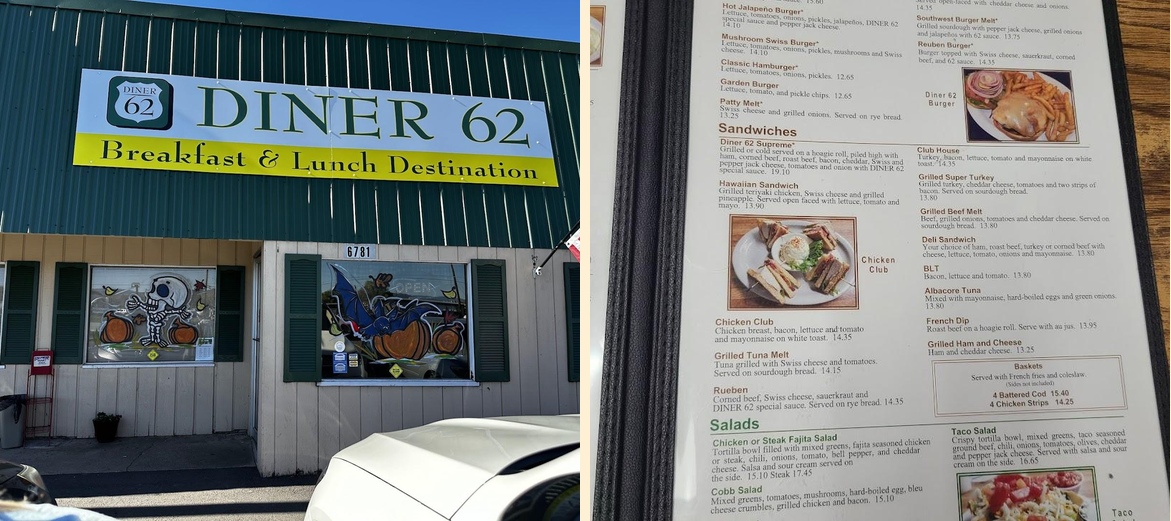 DINER
62
DINER 62
Breakfast & Lunch Destination
6781
OPEN
Hot Jalapeño Burger*
Lettuce, tomatoes, onions, pickles, jalapeños, DINER 62
special sauce and pepper jack cheese.
14.10
Mushroom Swiss Burger*
Lettuce, tomatoes, onions, pickles, mushrooms and Swiss
cheese. 14.10
Classic Hamburger*
Lettuce, tomatoes, onions, pickles. 12.65
Garden Burger
Lettuce, tomato, and pickle chips. 12.65
Patty Melt*
Swiss cheese and grilled onions. Served on rye bread.
13.25
Sandwiches
Diner 62 Supreme*
Grilled or cold served on a hoagie roll, piled high with
ham, corned beef, roast beef, bacon, cheddar, Swiss and
pepper jack cheese, tomatoes and onion with DINER 62
special sauce. 19.10
Hawaiian Sandwich
Grilled teriyaki chicken, Swiss cheese and grilled
pineapple. Served open faced with lettuce, tomato and
mayo. 13.90
Chicken
Club
Chicken Club
Chicken breast, bacon, lettuce and tomato
and mayonnaise on white toast. 14.35
Grilled Tuna Melt
Tuna grilled with Swiss cheese and tomatoes.
Served on sourdough bread. 14.15
Rueben
Corned beef, Swiss cheese, sauerkraut and
DINER 62 special sauce. Served on rye bread. 14.35
Salads
Chicken or Steak Fajita Salad
Tortilla bowl filled with mixed greens, fajita seasoned chicken
or steak, chili, onions, tomato, bell pepper, and cheddar
cheese. Salsa and sour cream served on
the side. 15.10 Steak 17.45
Cobb Salad
Mixed greens, tomatoes, mushrooms, hard-boiled egg, bleu
cheese crumbles, grilled chicken and bacon. 15.10
served open-faced with cheddar cheese and onions.
14.35
Southwest Burger Melt*
Grilled sourdough with pepper jack cheese, grilled onions
and jalapeños with 62 sauce. 13.75
Reuben Burger*
Burger topped with Swiss cheese, sauerkraut, corned
beef, and 62 sauce. 14.35
Diner 62
Burger
Club House
Turkey, bacon, lettuce, tomato and mayonnaise on white
toast. 14.35
Grilled Super Turkey
Grilled turkey, cheddar cheese, tomatoes and two strips of
bacon. Served on sourdough bread.
13.80
Grilled Beef Melt
Beef, grilled onions, tomatoes and cheddar cheese. Served on
sourdough bread. 13.80
Deli Sandwich
Your choice of ham, roast beef, turkey or corned beef with
cheese, lettuce, tomato, onions and mayonnaise. 13.80
BLT
Bacon, lettuce and tomato. 13.80
Albacore Tuna
Mixed with mayonnaise, hard-boiled eggs and green onions.
13.80
French Dip
Roast beef on a hoagie roll. Serve with au jus. 13.95
Grilled Ham and Cheese
Ham and cheddar cheese. 13.25
Baskets
Served with French fries and coleslaw.
(Sides not included)
4 Battered Cod 15.40
4 Chicken Strips 14.25
Taco Salad
Crispy tortilla bowl, mixed greens, taco seasoned
ground beef, chili, onions, tomatoes, olives, cheddar
and pepper jack cheese. Served with salsa and sour
cream on the side. 16.65
Taco